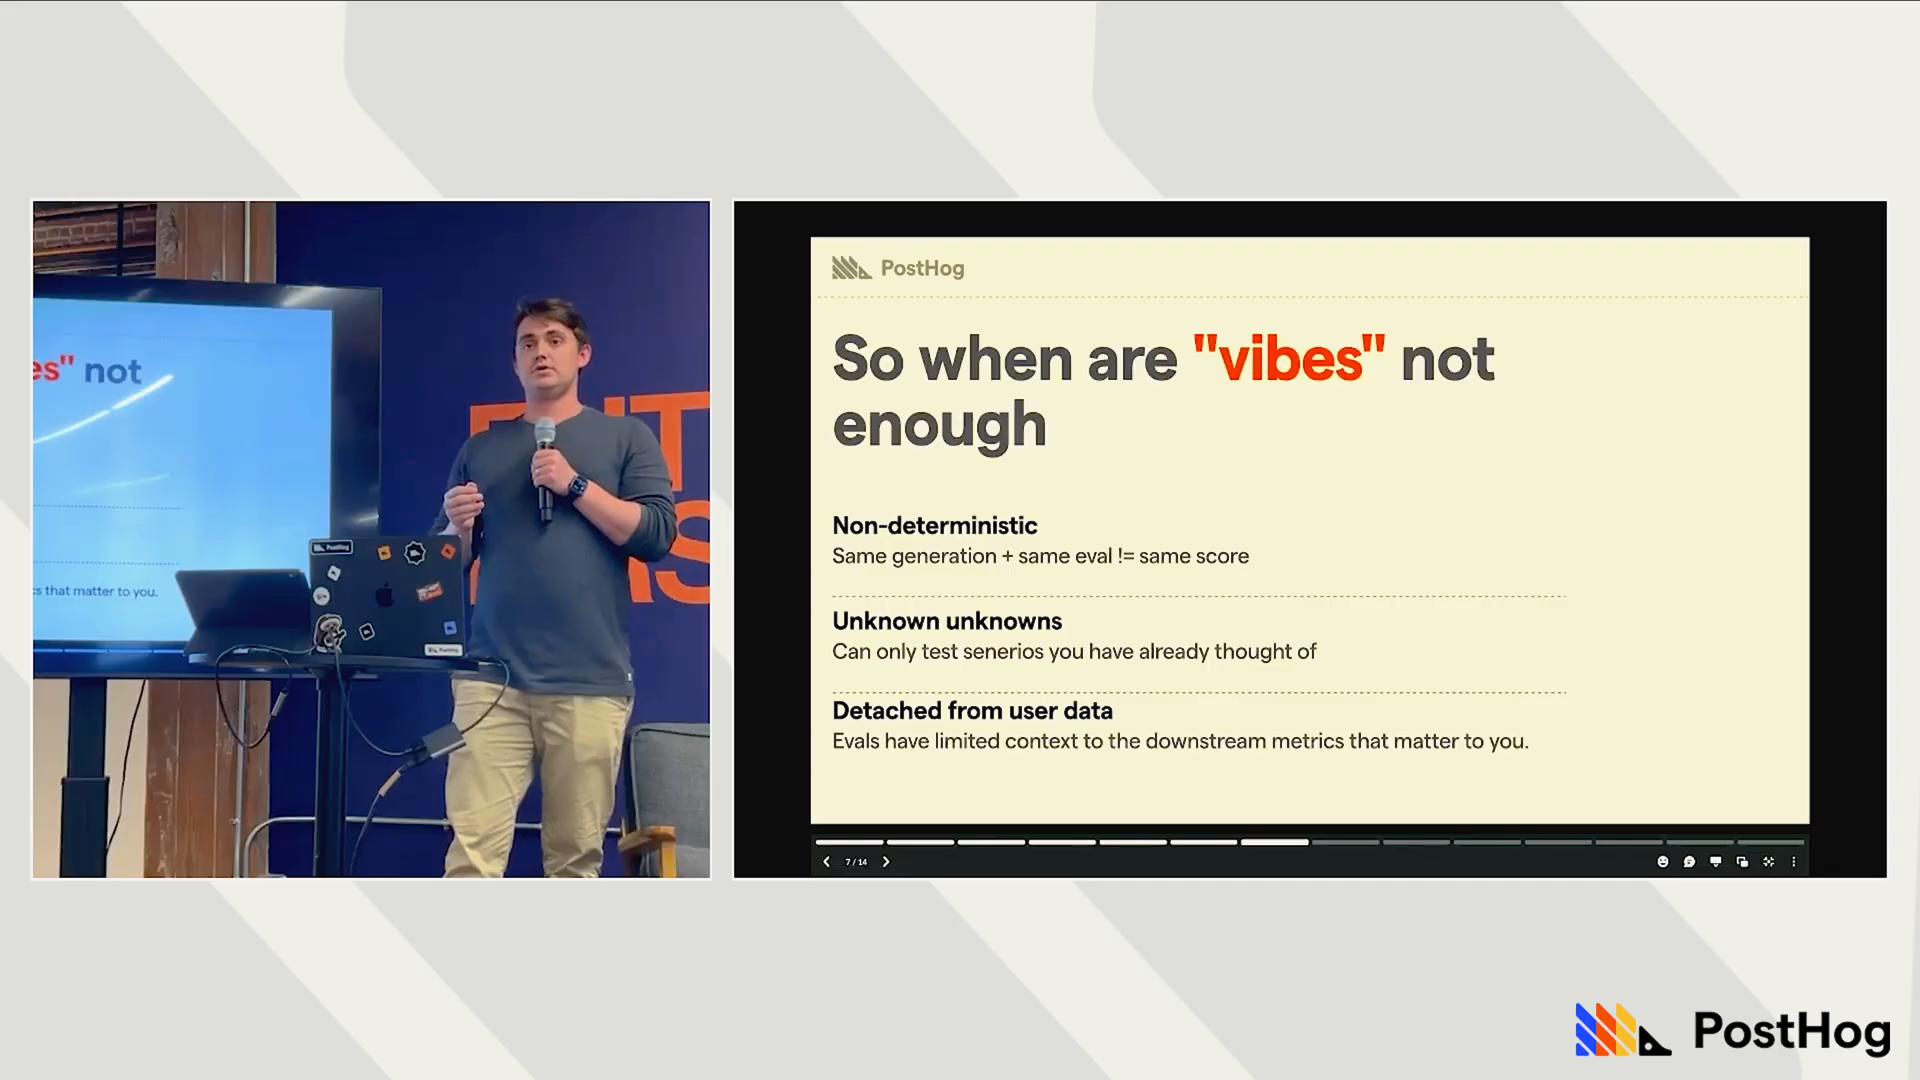 es" not
s that matter to you.
PostHog
So when are "vibes" not
enough
Non-deterministic
Same generation + same eval != same score
Unknown unknowns
Can only test senerios you have already thought of
Detached from user data
Evals have limited context to the downstream metrics that matter to you.
7 / 14
PostHog